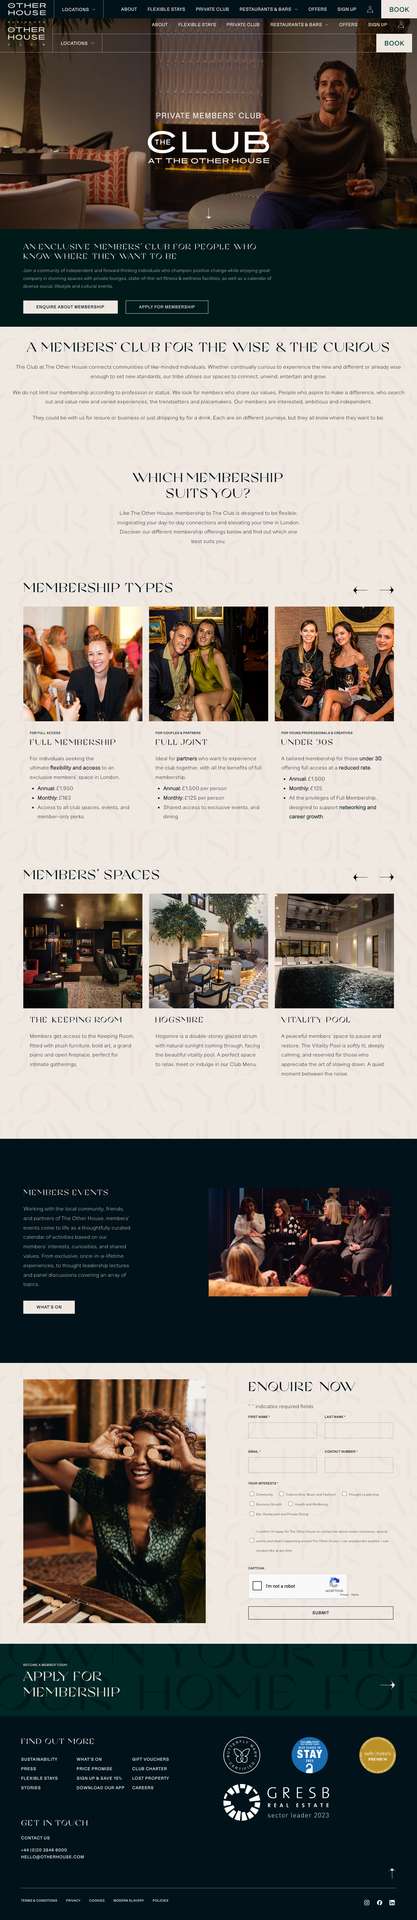 OTHER HOUSE
LOCATIONS
ABOUT FLEXIBLE STAYS PRIVATE CLUB RESTAURANTS & BARS OFFERS SIGN UP
BOOK
ABOUT FLEXIBLE STAYS PRIVATE CLUB RESTAURANTS & BARS OFFERS SIGN UP
OTHER HOUSE
LOCATIONS
BOOK
PRIVATE MEMBERS' CLUB
THE CLUB
AT THE OTHER HOUSE
AN EXCLUSIVE MEMBERS' CLUB FOR PEOPLE WHO
KNOW WHERE THEY WANT TO BE
Join a community of independent and forward-thinking individuals who champion positive change while enjoying great
company in stunning spaces with private lounges, state-of-the-art fitness & wellness facilities, as well as a calendar of
diverse social, lifestyle and cultural events.
ENQUIRE ABOUT MEMBERSHIP
APPLY FOR MEMBERSHIP
A MEMBERS' CLUB FOR THE WISE & THE CURIOUS
The Club at The Other House connects communities of like-minded individuals. Whether continually curious to experience the new and different or already wise
enough to set new standards, our tribe utilises our spaces to connect, unwind, entertain and grow.
We do not limit our membership according to profession or status. We look for members who share our values. People who aspire to make a difference, who search
out and value new and varied experiences, the trendsetters and placemakers. Our members are interested, ambitious and independent.
They could be with us for leisure or business or just dropping by for a drink. Each are on different journeys, but they all know where they want to be.
WHICH MEMBERSHIP
SUITS YOU?
Like The Other House, membership to The Club is designed to be flexible,
invigorating your day-to-day connections and elevating your time in London.
Discover our different membership offerings below and find out which one
best suits you.
MEMBERSHIP TYPES
FOR FULL ACCESS
FULL MEMBERSHIP
For individuals seeking the
ultimate flexibility and access to an
exclusive members' space in London.
Annual: £1,950
Monthly: £163
Access to all club spaces, events, and
member-only perks.
FOR COUPLES & PARTNERS
FULL JOINT
Ideal for partners who want to experience
the club together, with all the benefits of full
membership.
Annual: £1,500 per person
Monthly: £125 per person
Shared access to exclusive events, and
dining.
FOR YOUNG PROFESSIONALS & CREATIVES
UNDER '30S
A tailored membership for those under 30
offering full access at a reduced rate.
Annual: £1,500
Monthly: £125
All the privileges of Full Membership,
designed to support networking and
career growth.
MEMBERS' SPACES
THE KEEPING ROOM
Members get access to the Keeping Room,
fitted with plush furniture, bold art, a grand
piano and open fireplace, perfect for
intimate gatherings.
HOGSMIRE
Hogsmire is a double-storey glazed atrium
with natural sunlight coming through, facing
the beautiful vitality pool. A perfect space
to relax, meet or indulge in our Club Menu.
VITALITY POOL
A peaceful members' space to pause and
restore. The Vitality Pool is softly lit, deeply
calming, and reserved for those who
appreciate the art of slowing down. A quiet
moment between the noise.
MEMBERS EVENTS
Working with the local community, friends,
and partners of The Other House, members'
events come to life as a thoughtfully curated
calendar of activities based on our
members' interests, curiosities, and shared
values. From exclusive, once-in-a-lifetime
experiences, to thought leadership lectures
and panel discussions covering an array of
topics.
WHAT'S ON
ENQUIRE NOW
"*" indicates required fields
FIRST NAME * LAST NAME *
EMAIL * CONTACT NUMBER *
YOUR INTERESTS *
Community
Thought Leadership
Business Growth Health and Wellbeing
CAPTCHA
I'm not a robot
reCAPTCHA
Privacy - Terms
SUBMIT
BECOME A MEMBER TODAY
APPLY FOR
MEMBERSHIP
FIND OUT MORE
SUSTAINABILITY WHAT'S ON GIFT VOUCHERS
PRESS PRICE PROMISE CLUB CHARTER
FLEXIBLE STAYS SIGN UP & SAVE 10% LOST PROPERTY
STORIES DOWNLOAD OUR APP CAREERS
STAY
GRESB
REAL ESTATE
sector leader 2023
GET IN TOUCH
CONTACT US
+44 (0)20 3846 6000
HELLO@OTHERHOUSE.COM
TERMS & CONDITIONS PRIVACY COOKIES MODERN SLAVERY POLICIES